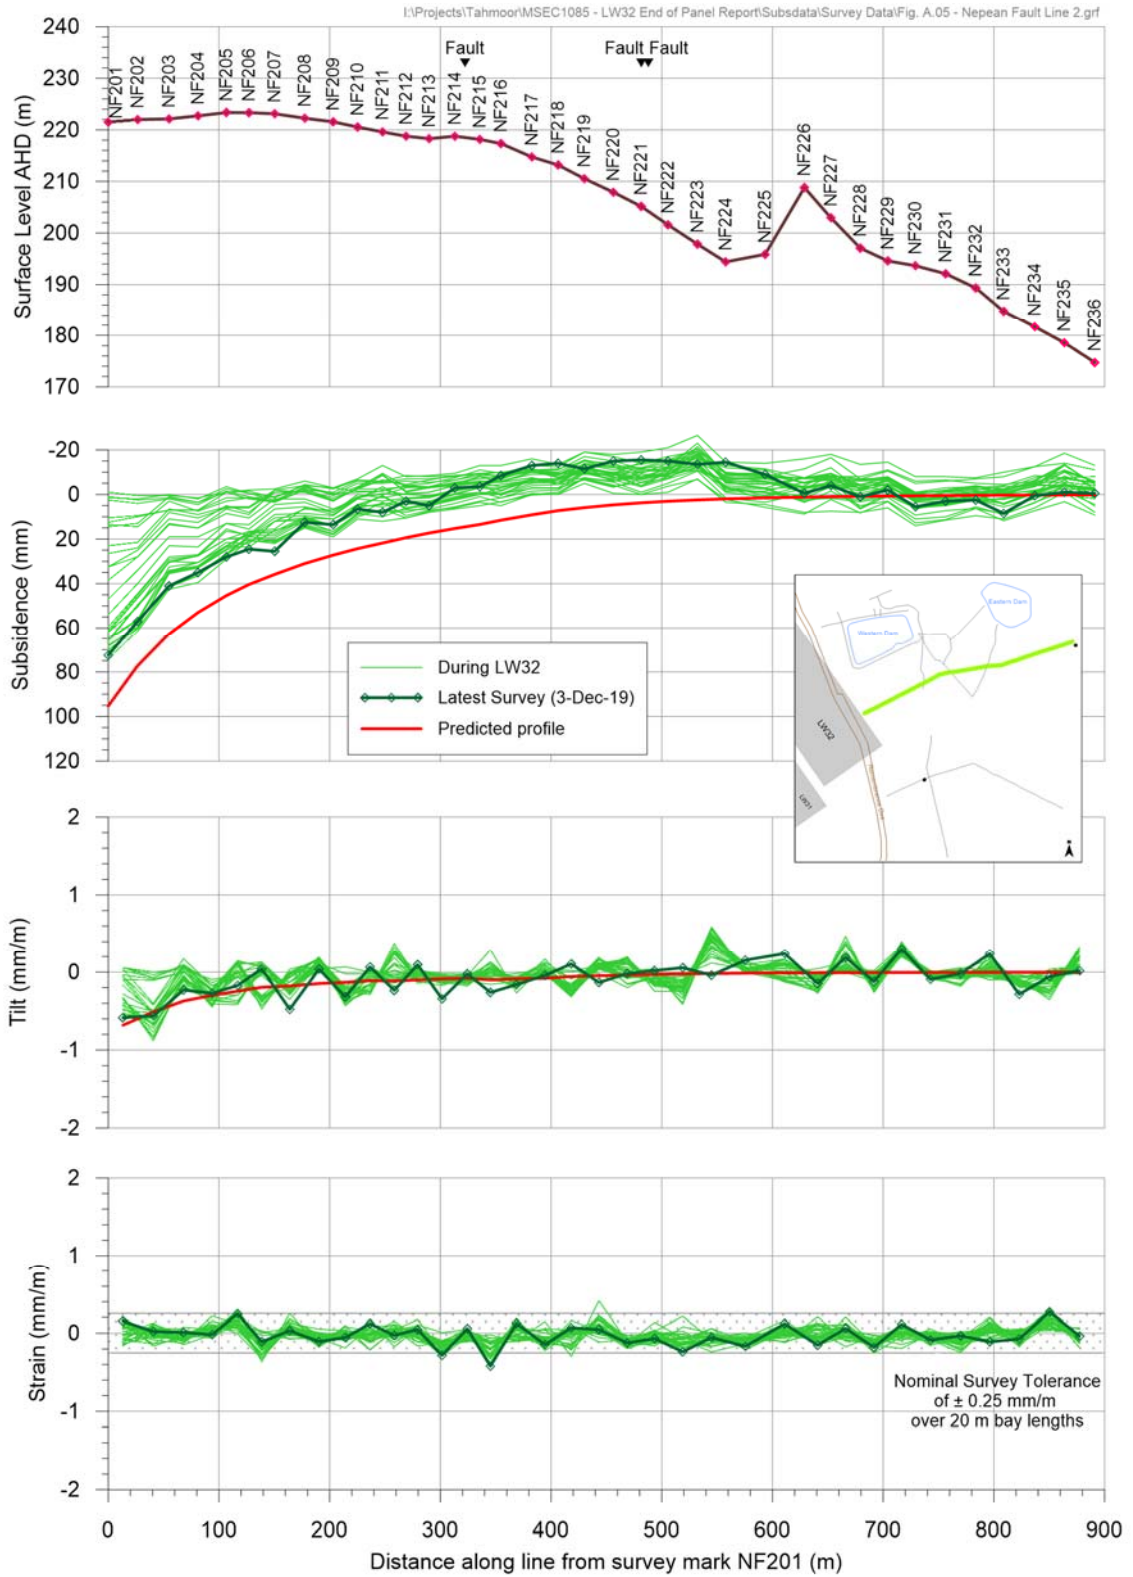 I:\Projects\Tahmoor\MSEC1085 - LW32 End of Panel Report\Subsdata\Survey Data\Fig. A.05 - Nepean Fault Line 2.grf
Fault
Fault Fault
240
230
220
210
200
190
180
170
Surface Level AHD (m)
NF201
NF202
NF203
NF204
NF205
NF206
NF207
NF208
NF209
NF210
NF211
NF212
NF213
NF214
NF215
NF216
NF217
NF218
NF219
NF220
NF221
NF222
NF223
NF224
NF225
NF226
NF227
NF228
NF229
NF230
NF231
NF232
NF233
NF234
NF235
NF236
-20
0
20
40
60
80
100
120
Subsidence (mm)
During LW32
Latest Survey (3-Dec-19)
Predicted profile
Eastern Dam
Western Dam
LW32
LW31
2
1
0
-1
-2
Tilt (mm/m)
2
1
0
-1
-2
Strain (mm/m)
Nominal Survey Tolerance
of ± 0.25 mm/m
over 20 m bay lengths
0
100
200
300
400
500
600
700
800
900
Distance along line from survey mark NF201 (m)